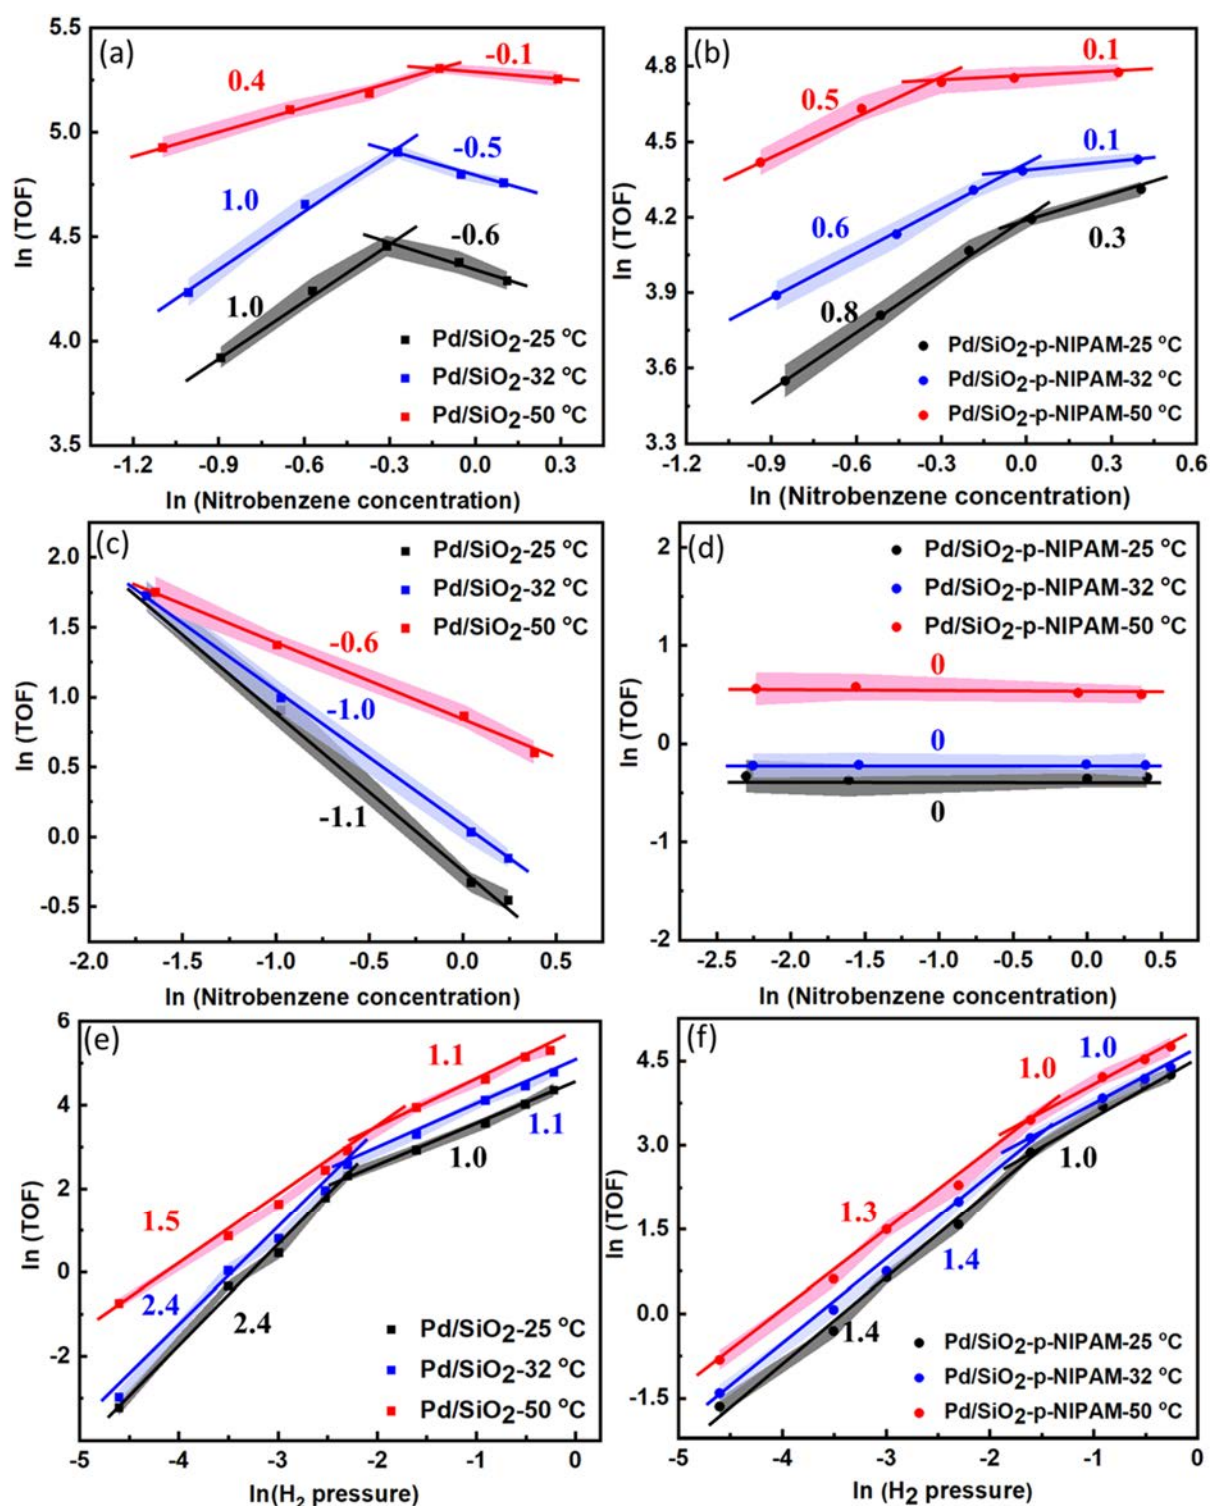 (a)
5.5
5.0
4.5
4.0
3.5
ln (TOF)
0.4
-0.1
1.0
-0.5
1.0
-0.6
Pd/SiO2-25 °C
Pd/SiO2-32 °C
Pd/SiO2-50 °C
-1.2 -0.9 -0.6 -0.3 0.0 0.3
ln (Nitrobenzene concentration)
(b)
4.8
4.5
4.2
3.9
3.6
3.3
ln (TOF)
0.5
0.1
0.6
0.1
0.8
0.3
Pd/SiO2-p-NIPAM-25 °C
Pd/SiO2-p-NIPAM-32 °C
Pd/SiO2-p-NIPAM-50 °C
-1.2 -0.9 -0.6 -0.3 0.0 0.3 0.6
ln (Nitrobenzene concentration)
(c)
2.0
1.5
1.0
0.5
0.0
-0.5
ln (TOF)
Pd/SiO2-25 °C
Pd/SiO2-32 °C
Pd/SiO2-50 °C
-0.6
-1.0
-1.1
-2.0 -1.5 -1.0 -0.5 0.0 0.5
ln (Nitrobenzene concentration)
(d)
2
1
0
-1
-2
ln (TOF)
Pd/SiO2-p-NIPAM-25 °C
Pd/SiO2-p-NIPAM-32 °C
Pd/SiO2-p-NIPAM-50 °C
0
0
0
-2.5 -2.0 -1.5 -1.0 -0.5 0.0 0.5
ln (Nitrobenzene concentration)
(e)
6
4
2
0
-2
ln (TOF)
1.1
1.1
1.0
1.5
2.4
2.4
Pd/SiO2-25 °C
Pd/SiO2-32 °C
Pd/SiO2-50 °C
-5 -4 -3 -2 -1 0
ln(H2 pressure)
(f)
4.5
3.0
1.5
0.0
-1.5
ln (TOF)
1.0
1.0
1.0
1.3
1.4
1.4
Pd/SiO2-p-NIPAM-25 °C
Pd/SiO2-p-NIPAM-32 °C
Pd/SiO2-p-NIPAM-50 °C
-5 -4 -3 -2 -1 0
ln (H2 pressure)